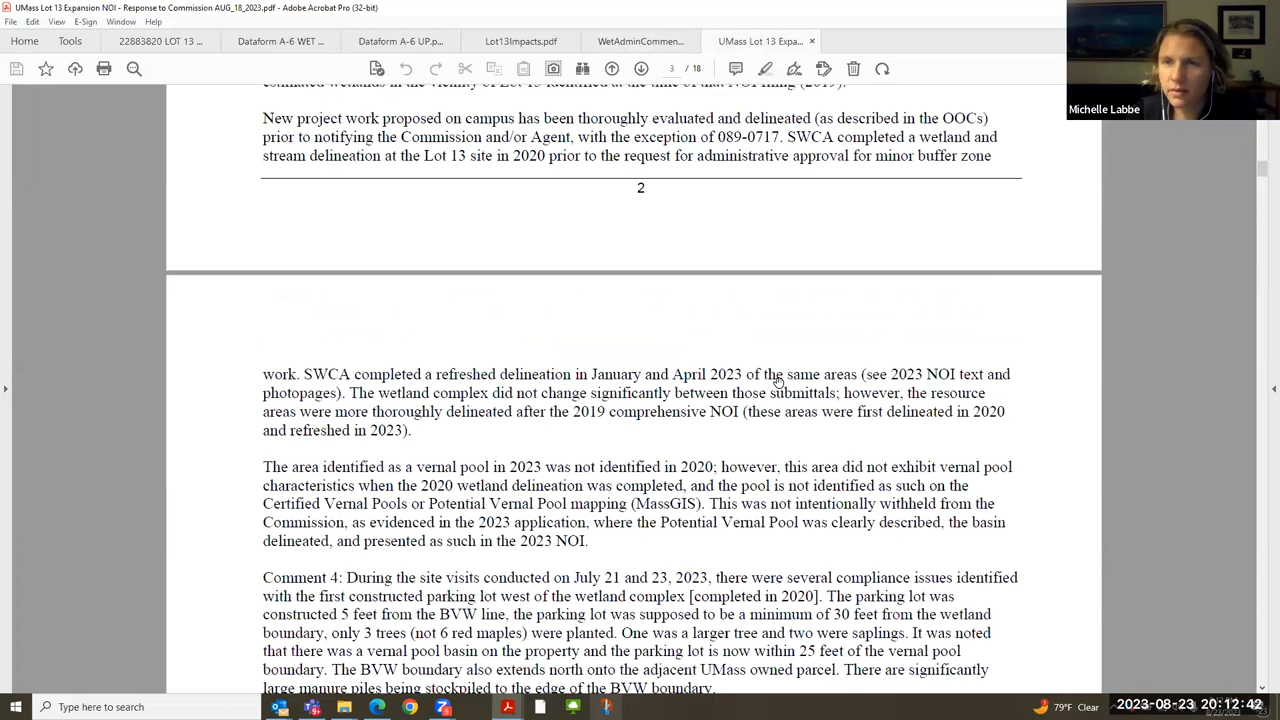 UMass Lot 13 Expansion NOI - Response to Commission AUG_18_2023.pdf - Adobe Acrobat Pro (32-bit)
File Edit View E-Sign Window Help
Home Tools 22883820 LOT 13 ... Dataform A-6 WET ... Dataform A-6 UP.p... Lot13Impacts.pdf WetAdminCommen... UMass Lot 13 Expa... ×
3 / 18
Michelle Labbe
estimated wetlands in the vicinity of Lot 13 identified at the time of that NOI filing (2019).
New project work proposed on campus has been thoroughly evaluated and delineated (as described in the OOCs)
prior to notifying the Commission and/or Agent, with the exception of 089-0717. SWCA completed a wetland and
stream delineation at the Lot 13 site in 2020 prior to the request for administrative approval for minor buffer zone
2
work. SWCA completed a refreshed delineation in January and April 2023 of the same areas (see 2023 NOI text and
photopages). The wetland complex did not change significantly between those submittals; however, the resource
areas were more thoroughly delineated after the 2019 comprehensive NOI (these areas were first delineated in 2020
and refreshed in 2023).
The area identified as a vernal pool in 2023 was not identified in 2020; however, this area did not exhibit vernal pool
characteristics when the 2020 wetland delineation was completed, and the pool is not identified as such on the
Certified Vernal Pools or Potential Vernal Pool mapping (MassGIS). This was not intentionally withheld from the
Commission, as evidenced in the 2023 application, where the Potential Vernal Pool was clearly described, the basin
delineated, and presented as such in the 2023 NOI.
Comment 4: During the site visits conducted on July 21 and 23, 2023, there were several compliance issues identified
with the first constructed parking lot west of the wetland complex [completed in 2020]. The parking lot was
constructed 5 feet from the BVW line, the parking lot was supposed to be a minimum of 30 feet from the wetland
boundary, only 3 trees (not 6 red maples) were planted. One was a larger tree and two were saplings. It was noted
that there was a vernal pool basin on the property and the parking lot is now within 25 feet of the vernal pool
boundary. The BVW boundary also extends north onto the adjacent UMass owned parcel. There are significantly
large manure piles being stockpiled to the edge of the BVW boundary.
Type here to search
79°F Clear
2023-08-23 20:12:42